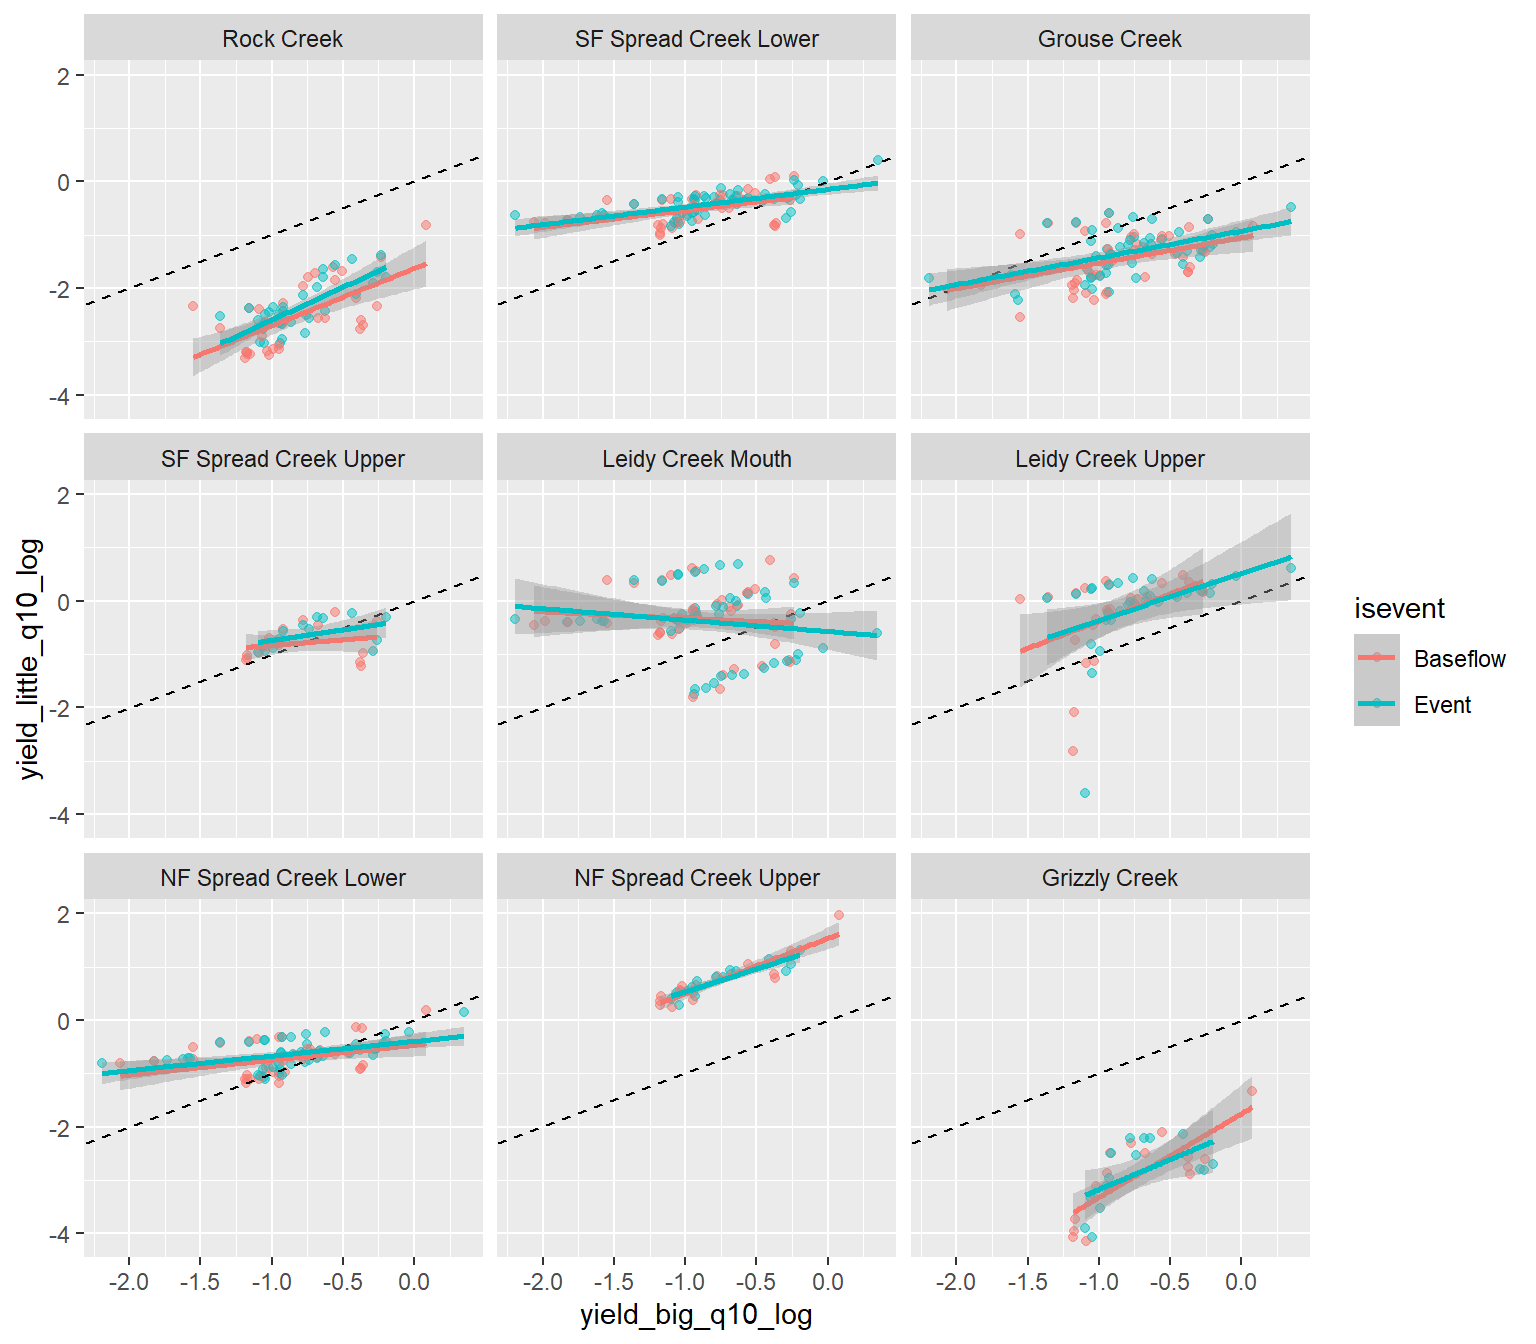 Rock Creek
SF Spread Creek Lower
Grouse Creek
2
0
-2
-4
SF Spread Creek Upper
Leidy Creek Mouth
Leidy Creek Upper
2
0
-2
-4
yield_little_q10_log
isevent
Baseflow
Event
NF Spread Creek Lower
NF Spread Creek Upper
Grizzly Creek
2
0
-2
-4
-2.0 -1.5 -1.0 -0.5 0.0 -2.0 -1.5 -1.0 -0.5 0.0 -2.0 -1.5 -1.0 -0.5 0.0
yield_big_q10_log